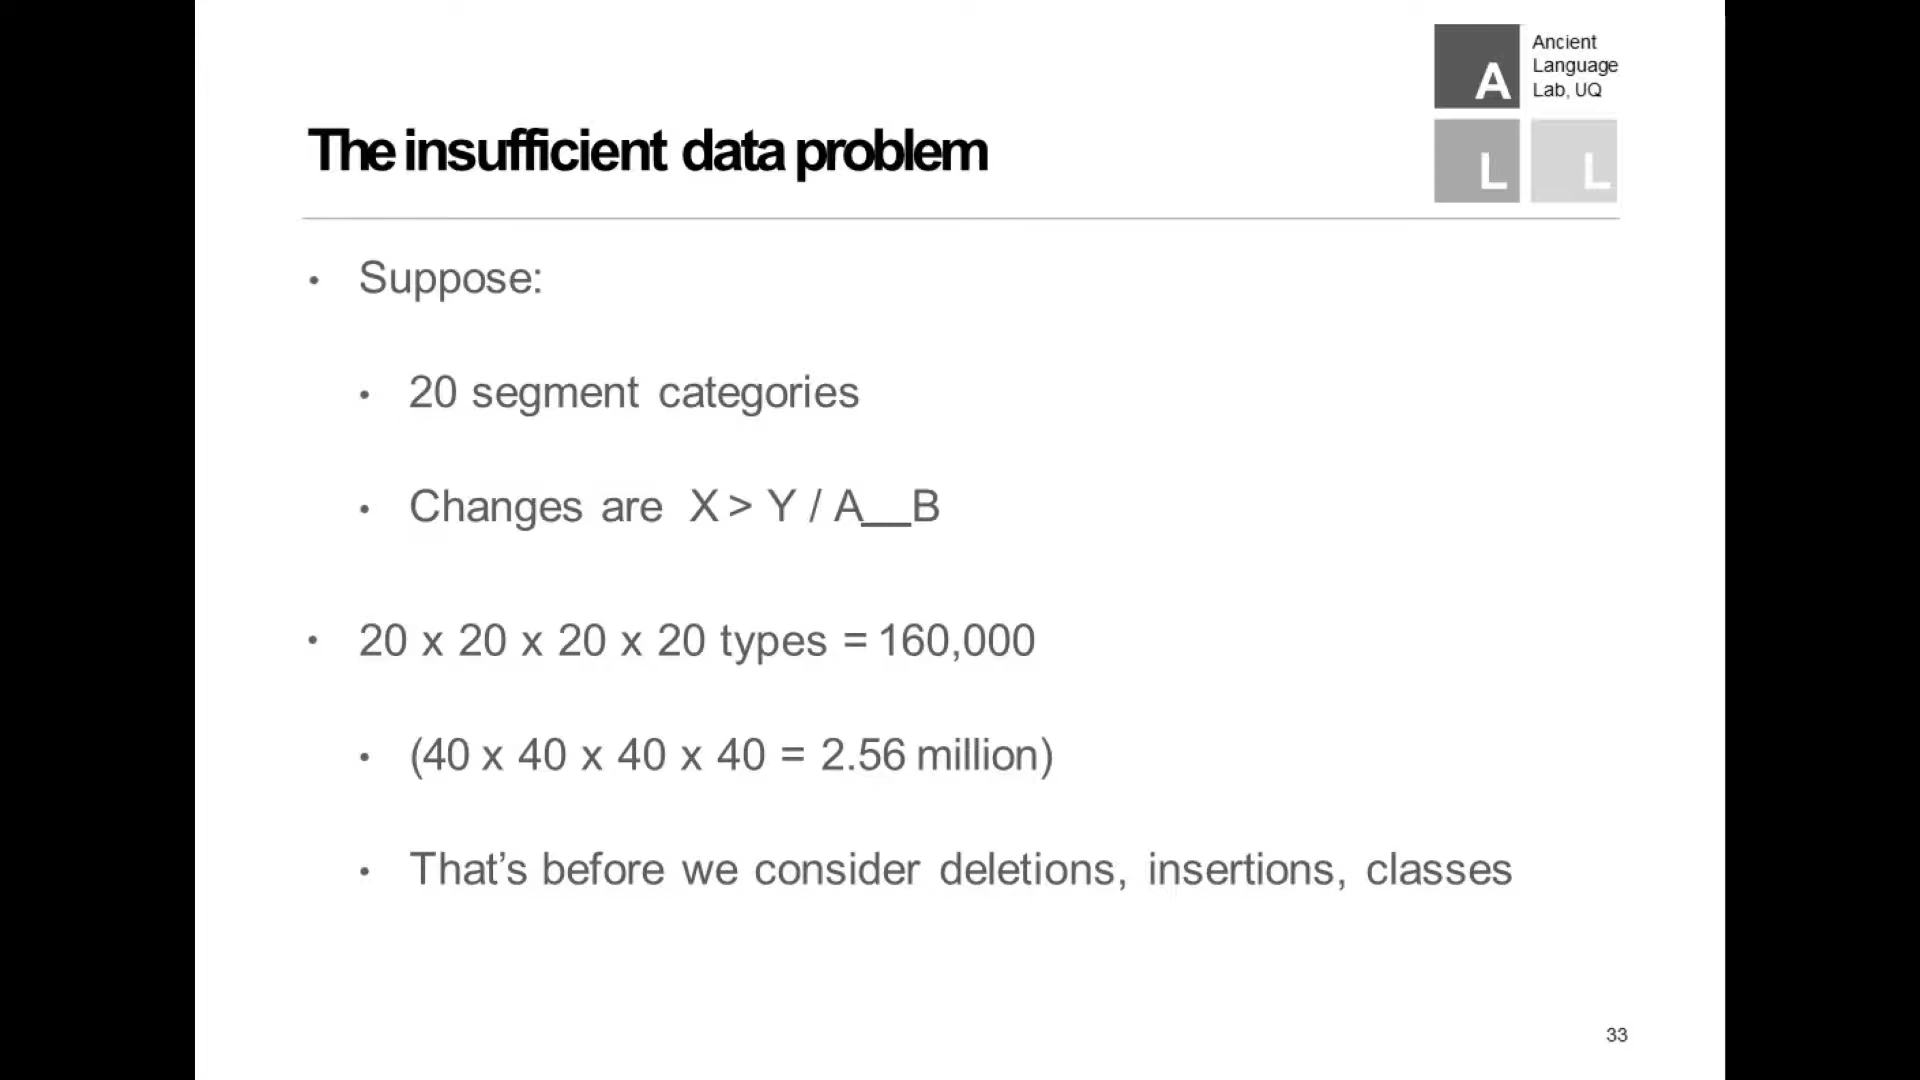 A
Ancient
Language
Lab, UQ
L
L
The insufficient data problem
• Suppose:
• 20 segment categories
• Changes are X > Y / A__B
• 20 x 20 x 20 x 20 types = 160,000
• (40 x 40 x 40 x 40 = 2.56 million)
• That’s before we consider deletions, insertions, classes
33